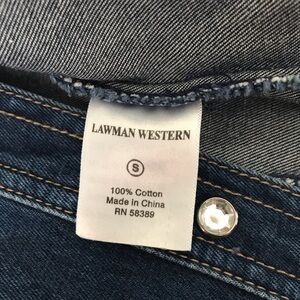 LAWMAN WESTERN
S
100% Cotton
Made in China
RN 58389